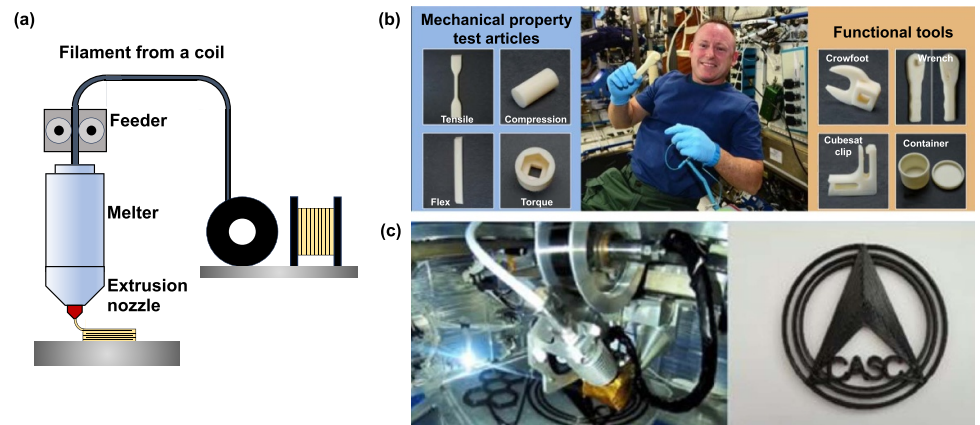 (a)
Filament from a coil
Feeder
Melter
Extrusion
nozzle
(b)
Mechanical property
test articles
Tensile
Compression
Flex
Torque
Functional tools
Crowfoot
Wrench
Cubesat
clip
Container
(c)
CASC